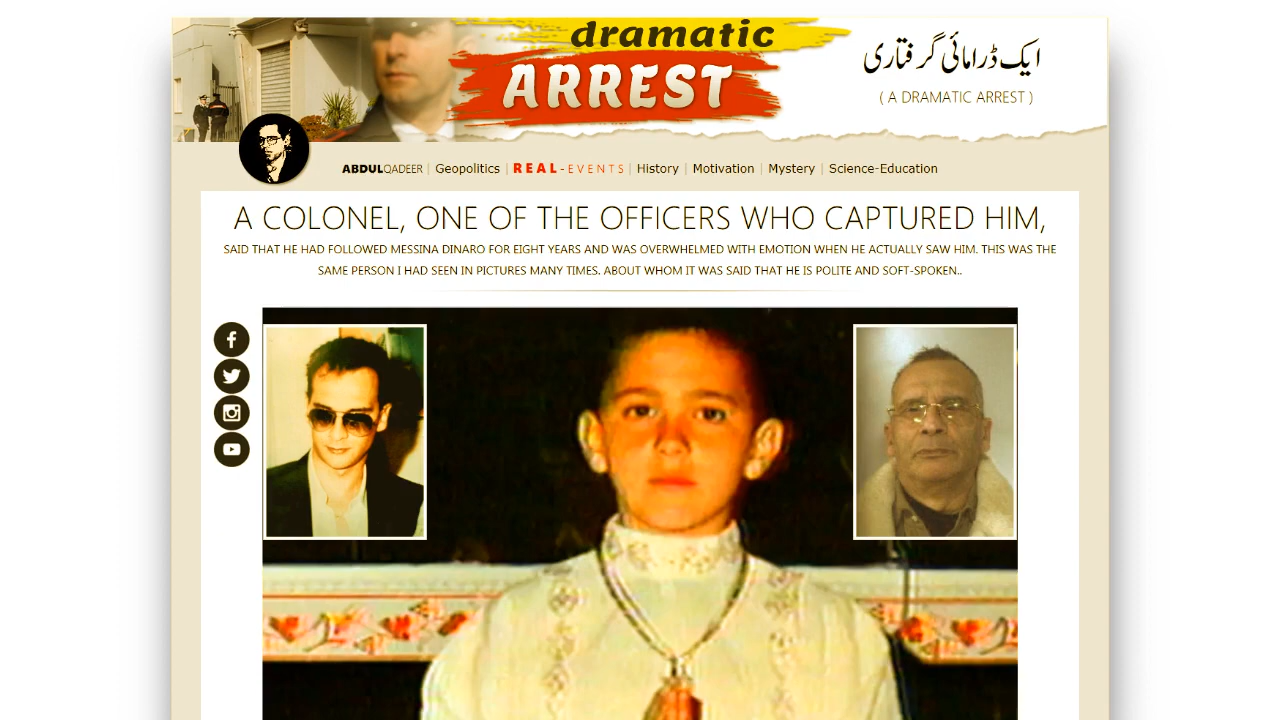 dramatic
ARREST
ایک ڈرامائی گرفتاری
( A DRAMATIC ARREST )
ABDULQADEER | Geopolitics | REAL-EVENTS | History | Motivation | Mystery | Science-Education
A COLONEL, ONE OF THE OFFICERS WHO CAPTURED HIM,
SAID THAT HE HAD FOLLOWED MESSINA DINARO FOR EIGHT YEARS AND WAS OVERWHELMED WITH EMOTION WHEN HE ACTUALLY SAW HIM. THIS WAS THE
SAME PERSON I HAD SEEN IN PICTURES MANY TIMES. ABOUT WHOM IT WAS SAID THAT HE IS POLITE AND SOFT-SPOKEN..